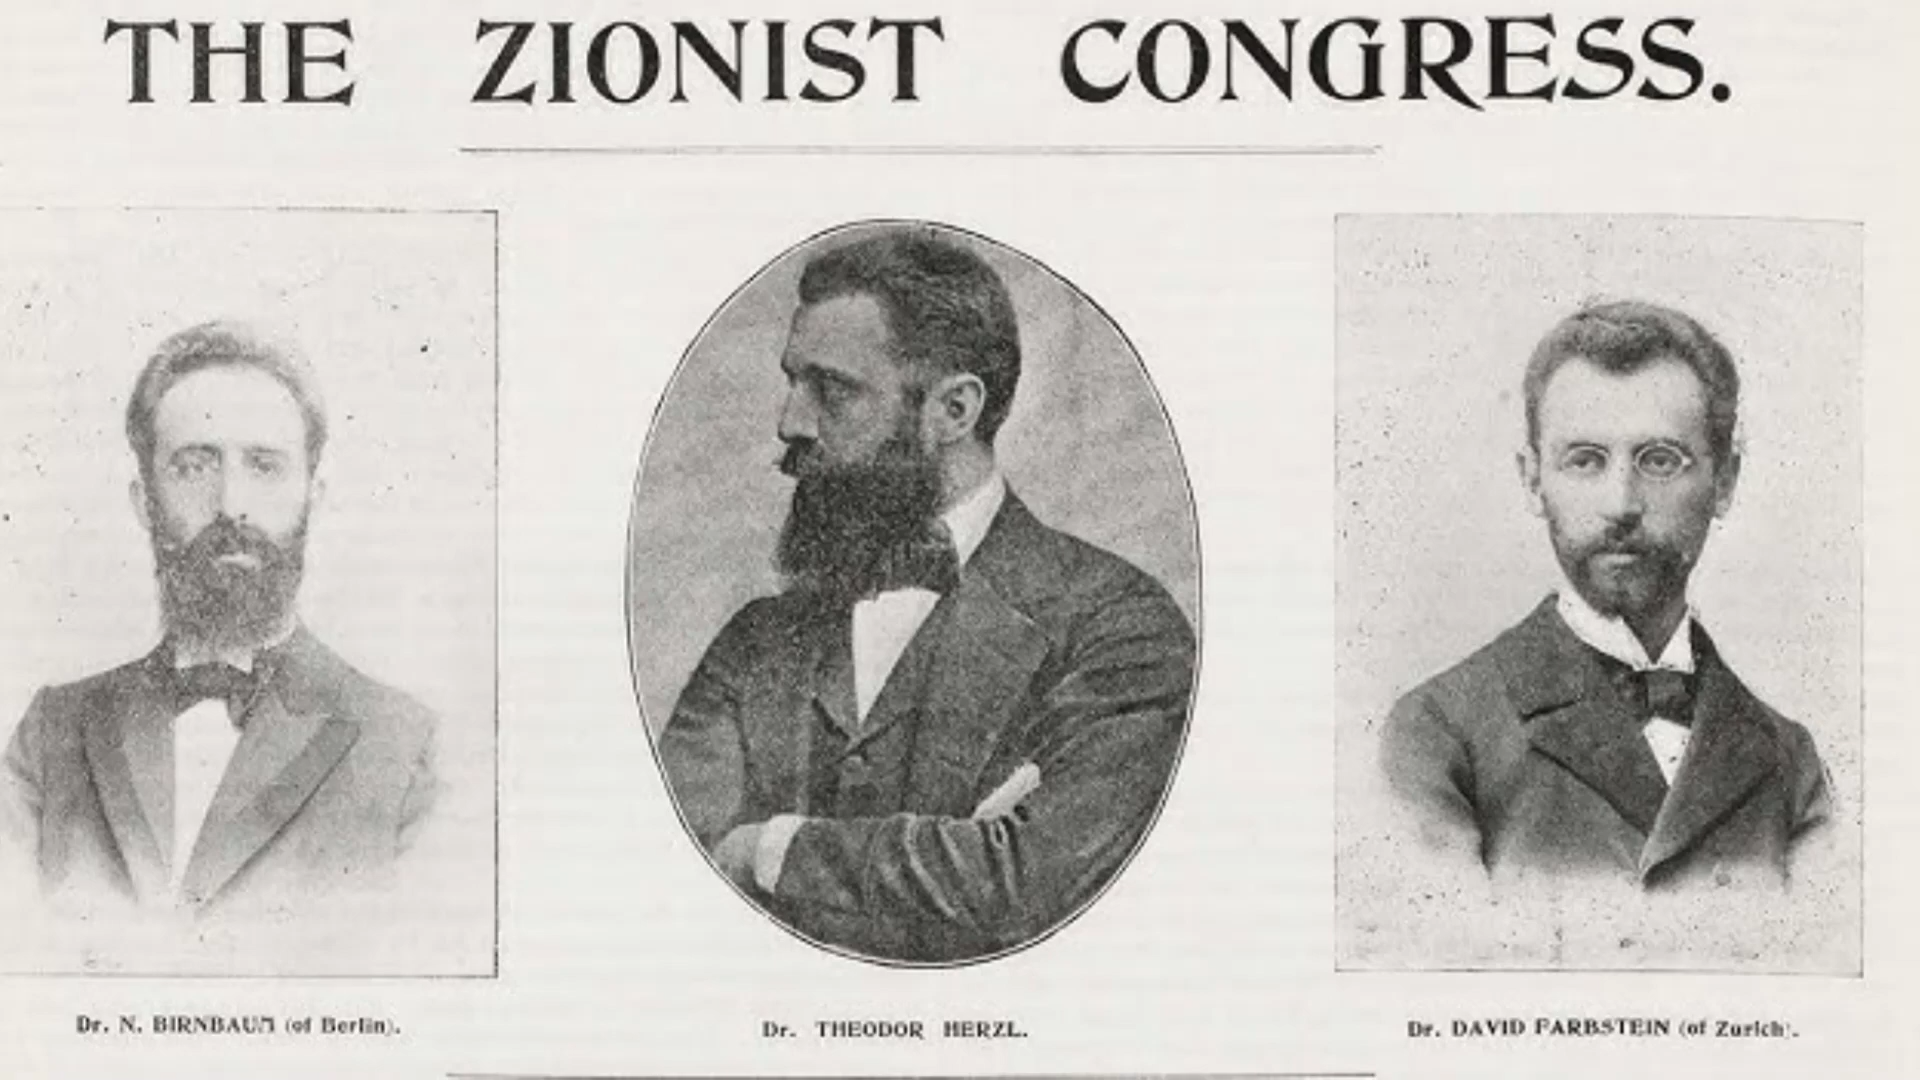 THE ZIONIST CONGRESS.
Dr. N. BIRNBAUM (of Berlin).
Dr. THEODOR HERZL.
Dr. DAVID FARBSTEIN (of Zurich).